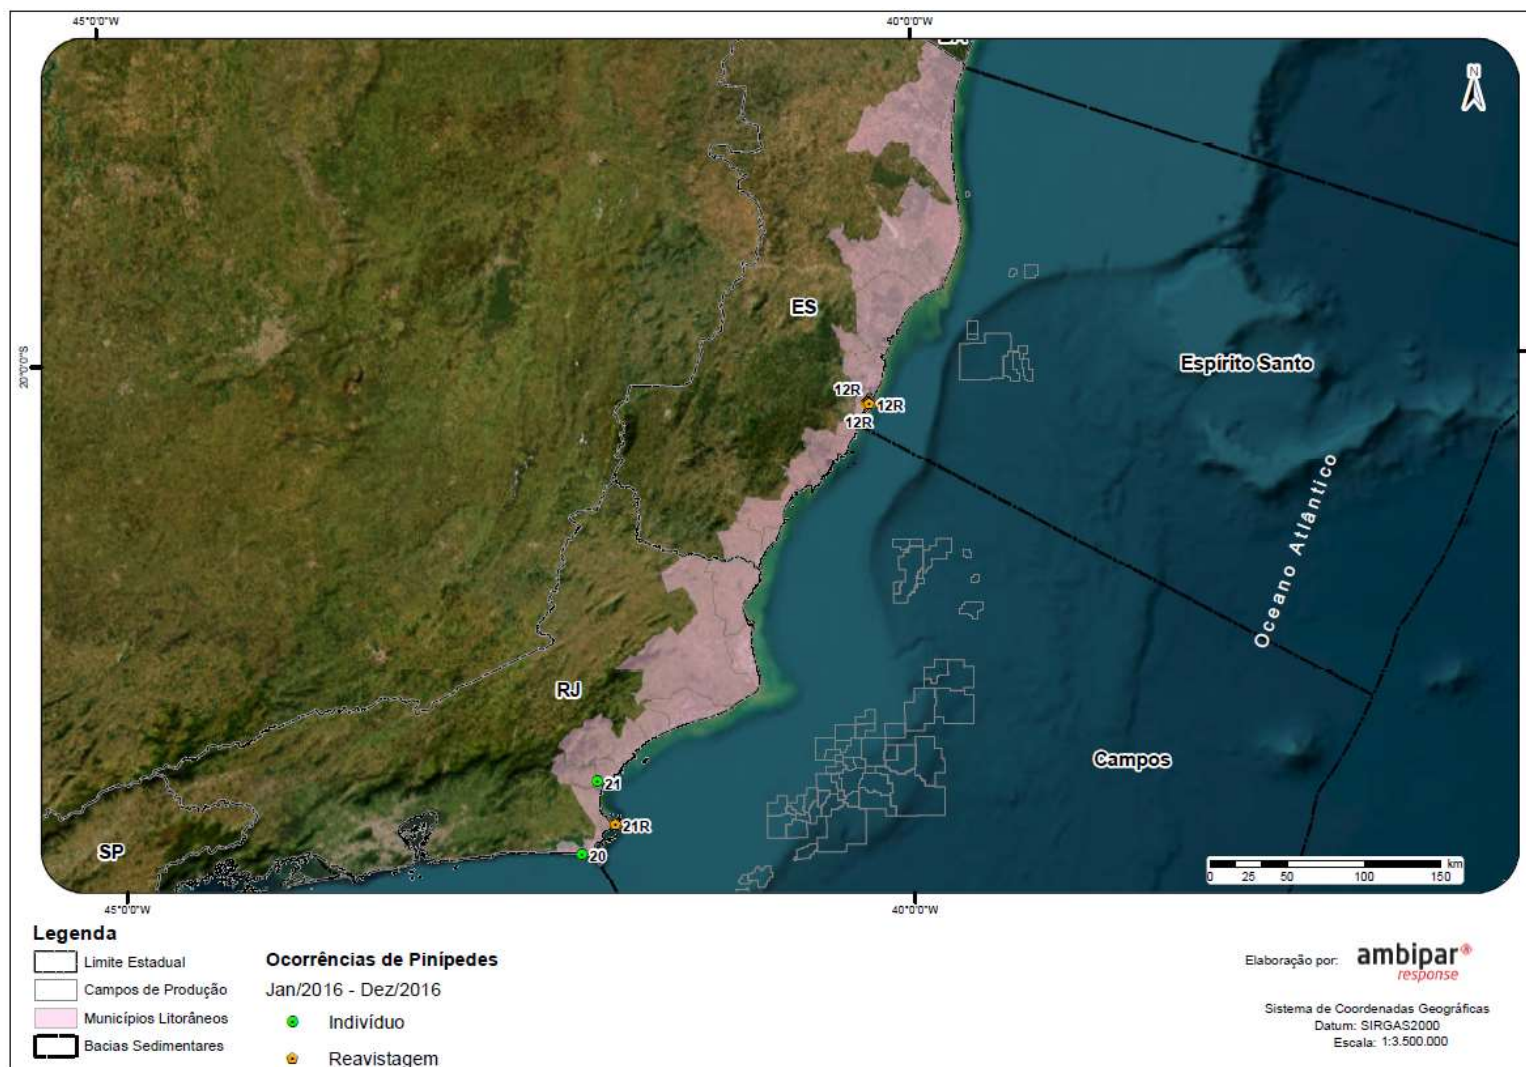 45°0'0"W
40°0'0"W
N
ES
20°0'0"S
Espírito Santo
12R
12R
12R
Oceano Atlântico
RJ
Campos
21
21R
20
SP
km
0 25 50 100 150
45°0'0"W
40°0'0"W
Legenda
Limite Estadual
Campos de Produção
Municípios Litorâneos
Bacias Sedimentares
Ocorrências de Pinípedes
Jan/2016 - Dez/2016
Indivíduo
Reavistagem
Elaboração por:
ambipar®
response
Sistema de Coordenadas Geográficas
Datum: SIRGAS2000
Escala: 1:3.500.000